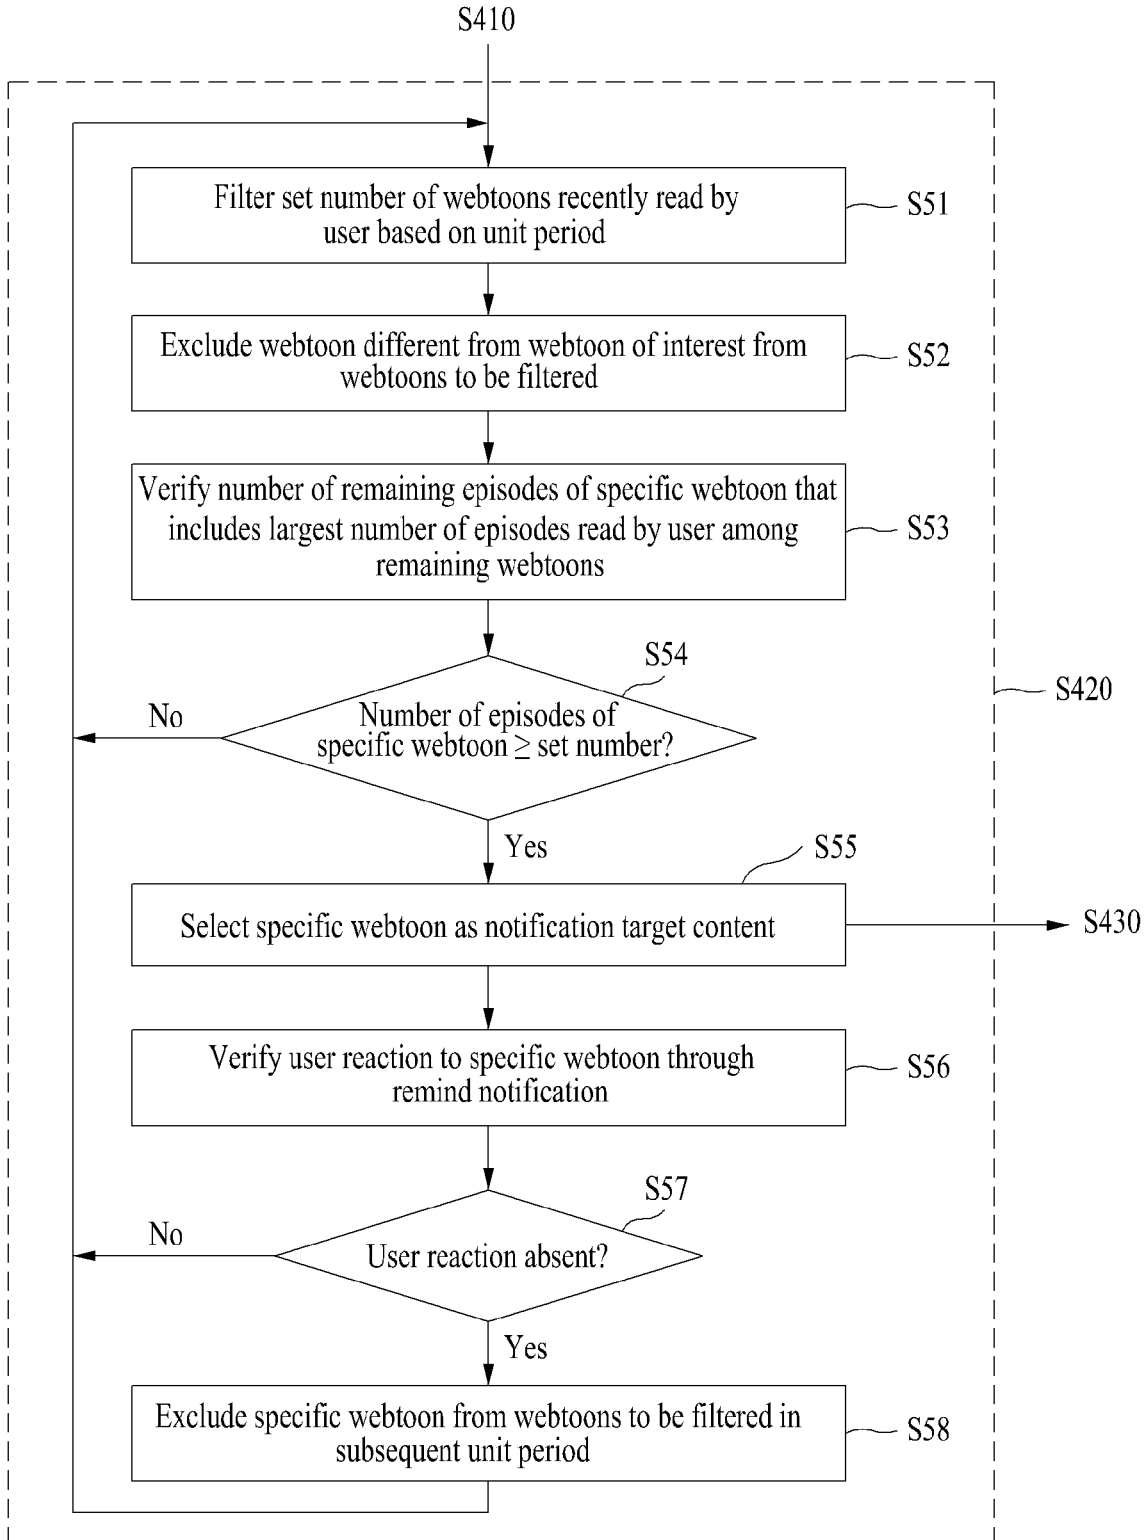 S410
Filter set number of webtoons recently read by
user based on unit period
S51
Exclude webtoon different from webtoon of interest from
webtoons to be filtered
S52
Verify number of remaining episodes of specific webtoon that
includes largest number of episodes read by user among
remaining webtoons
S53
S54
Number of episodes of
specific webtoon ≥ set number?
No
S420
Yes
S55
Select specific webtoon as notification target content
S430
Verify user reaction to specific webtoon through
remind notification
S56
S57
User reaction absent?
No
Yes
Exclude specific webtoon from webtoons to be filtered in
subsequent unit period
S58